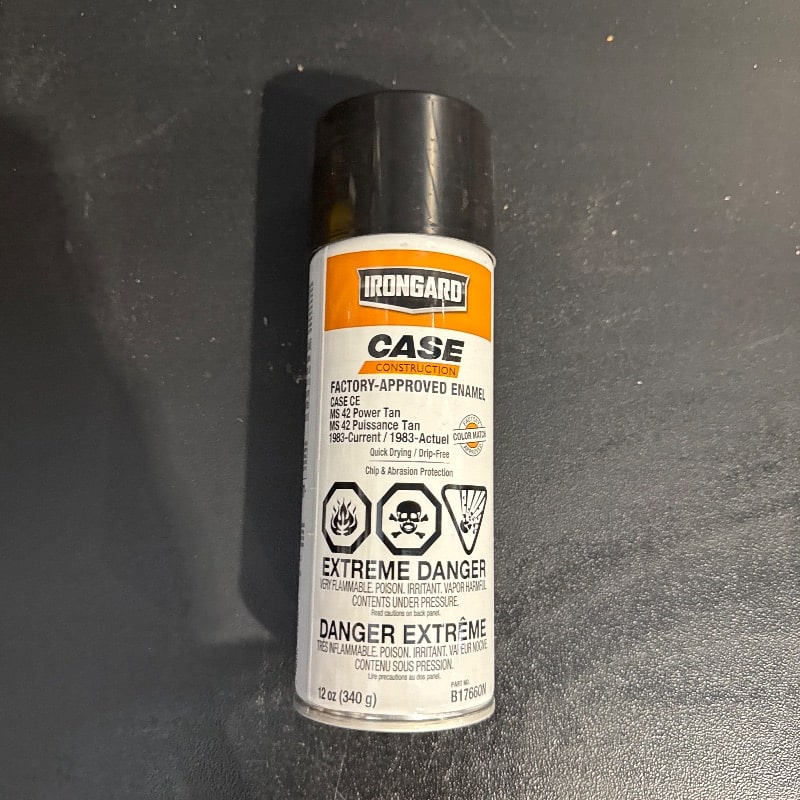 IRONGARD
CASE
CONSTRUCTION
FACTORY-APPROVED ENAMEL
CASE CE
MS 42 Power Tan
MS 42 Puissance Tan
1983-Current / 1983-Actuel
COLOR MATCH
Quick Drying / Drip-Free
Chip & Abrasion Protection
EXTREME DANGER
VERY FLAMMABLE. POISON. IRRITANT. VAPOR HARMFUL.
CONTENTS UNDER PRESSURE.
Read cautions on back panel.
DANGER EXTRÊME
TRÈS INFLAMMABLE. POISON. IRRITANT. VAPEUR NOCIVE.
CONTENU SOUS PRESSION.
Lire precautions au dos panel.
PART NO.
12 oz (340 g)
B17660N